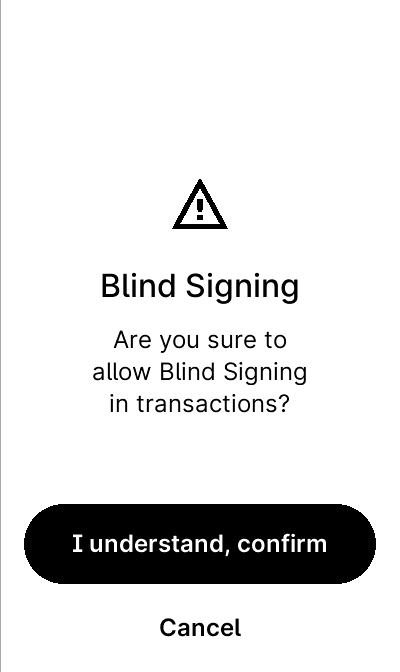 Blind Signing
Are you sure to
allow Blind Signing
in transactions?
I understand, confirm
Cancel